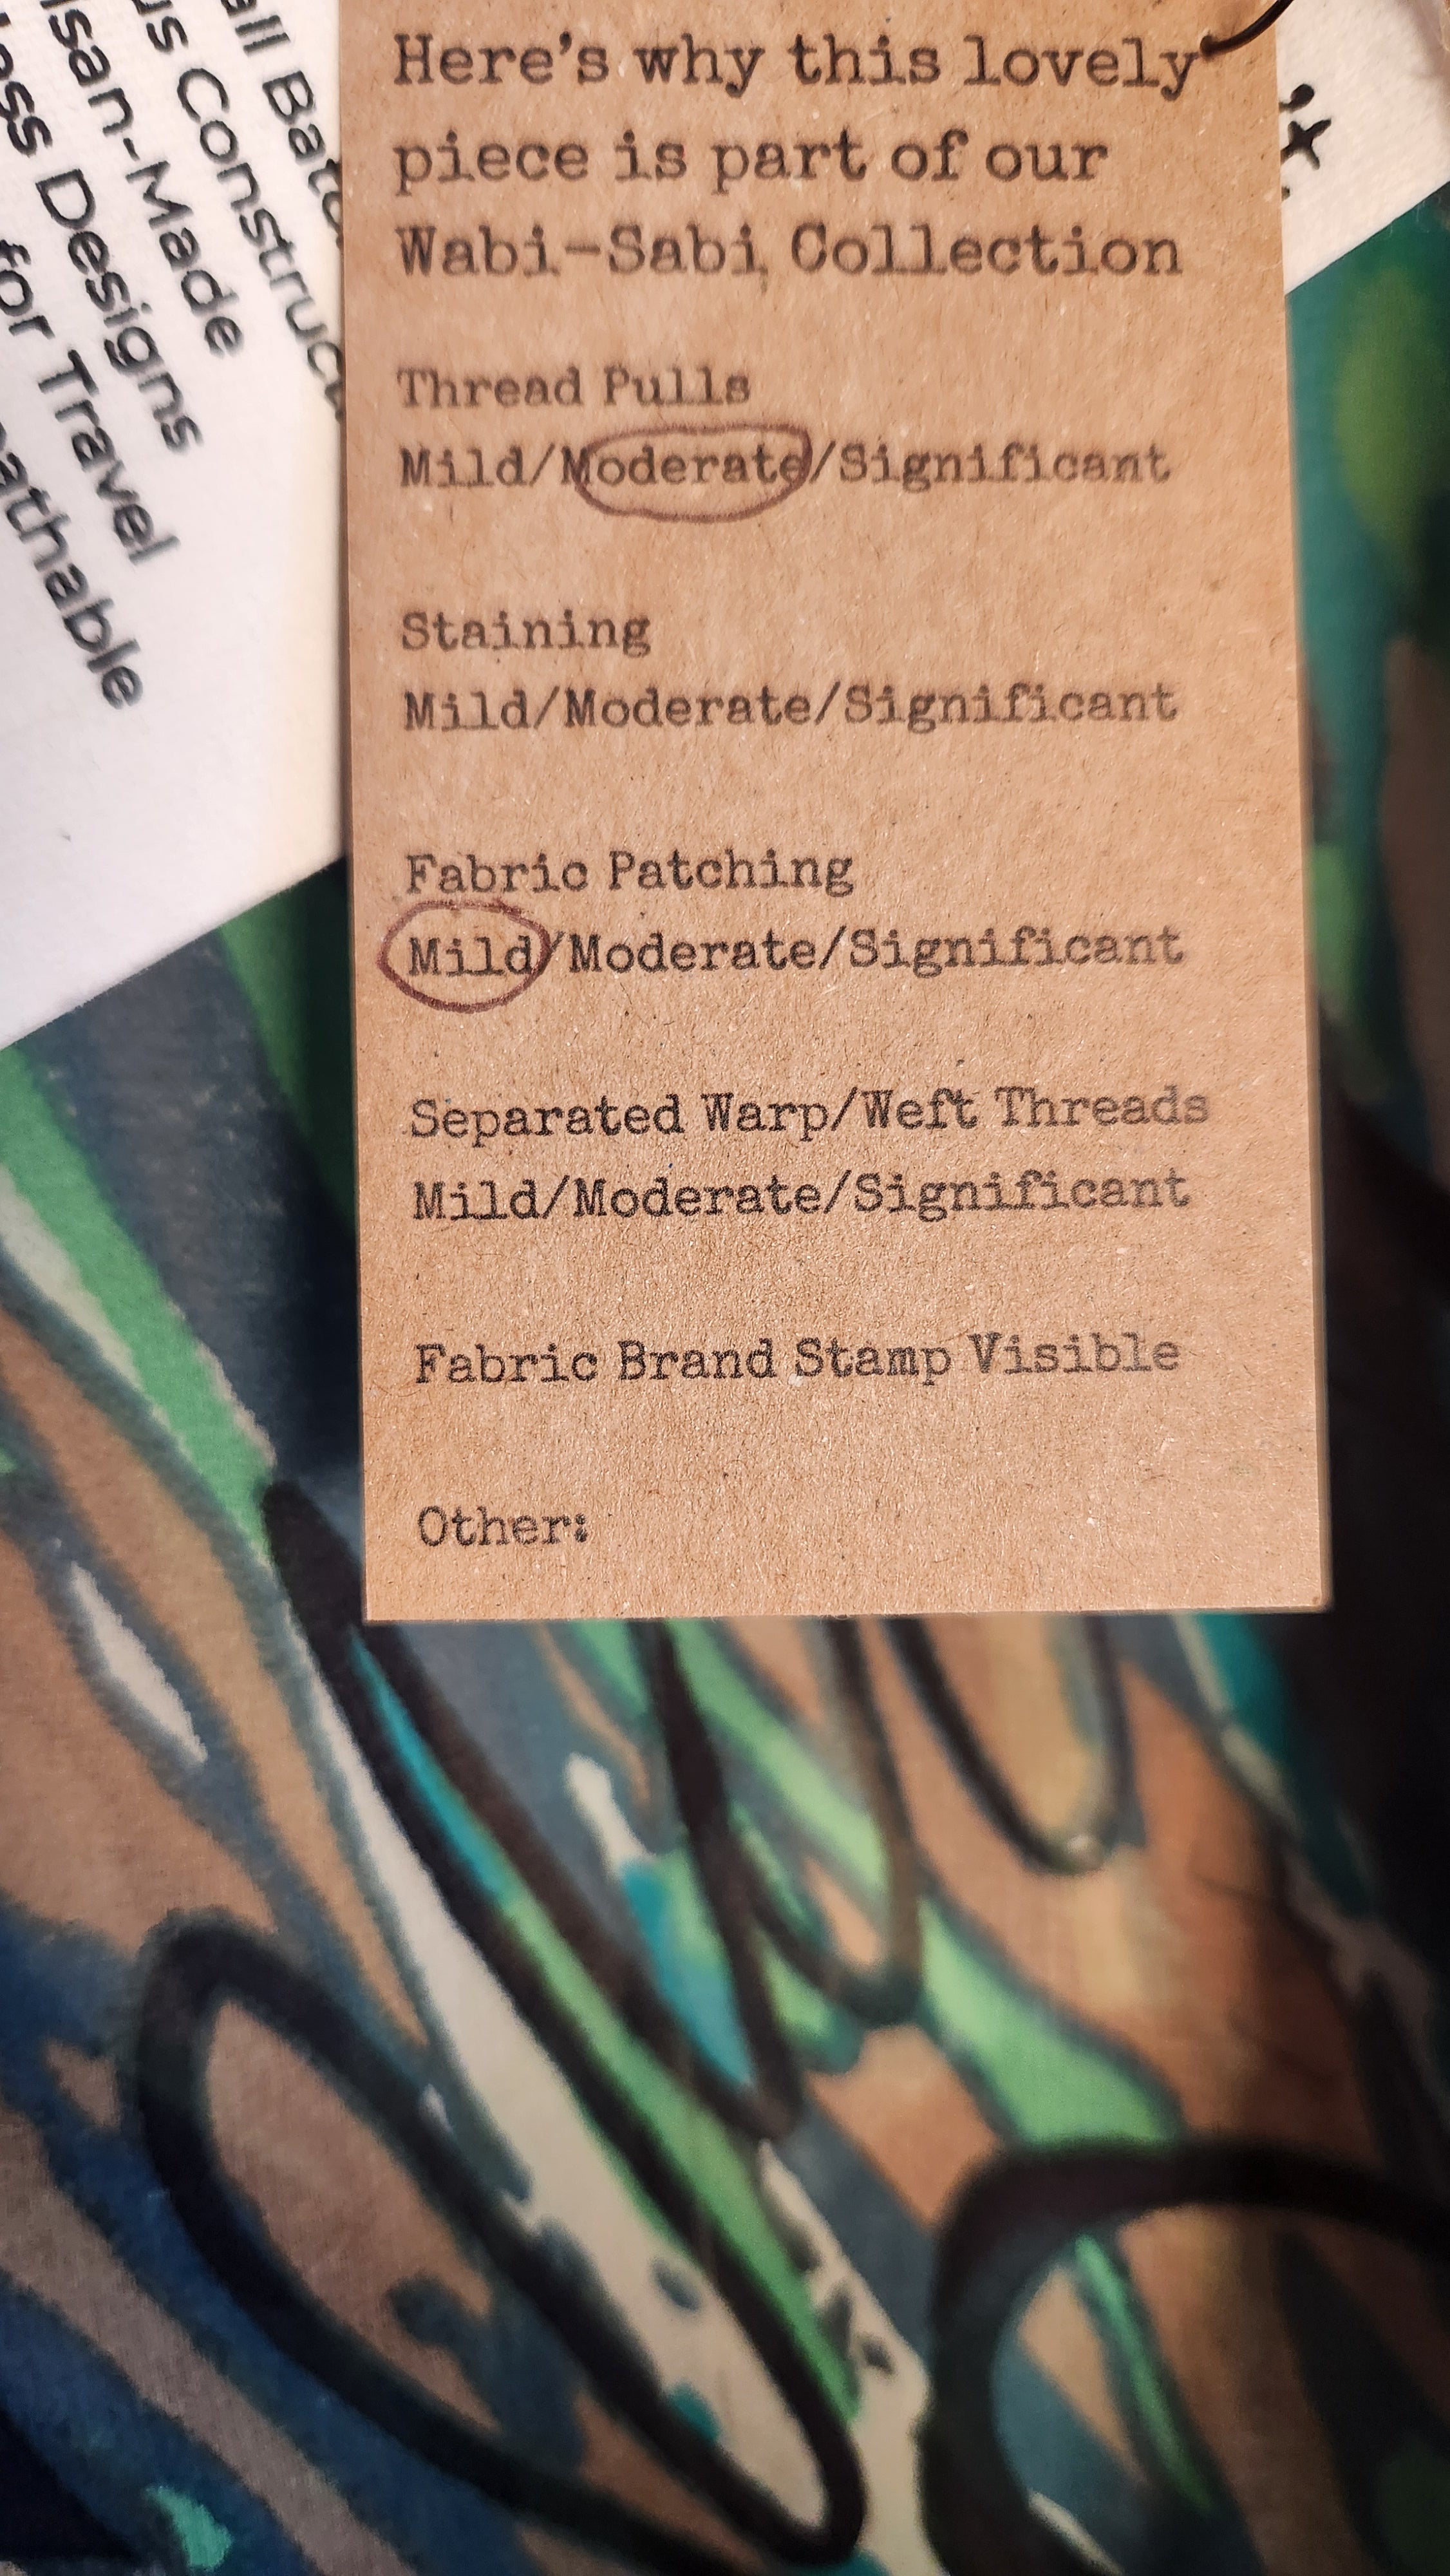 Here's why this lovely
piece is part of our
Wabi-Sabi Collection
Thread Pulls
Mild/Moderate/Significant
Staining
Mild/Moderate/Significant
Fabric Patching
Mild/Moderate/Significant
Separated Warp/Weft Threads
Mild/Moderate/Significant
Fabric Brand Stamp Visible
Other:
-Made
Designs
for Travel